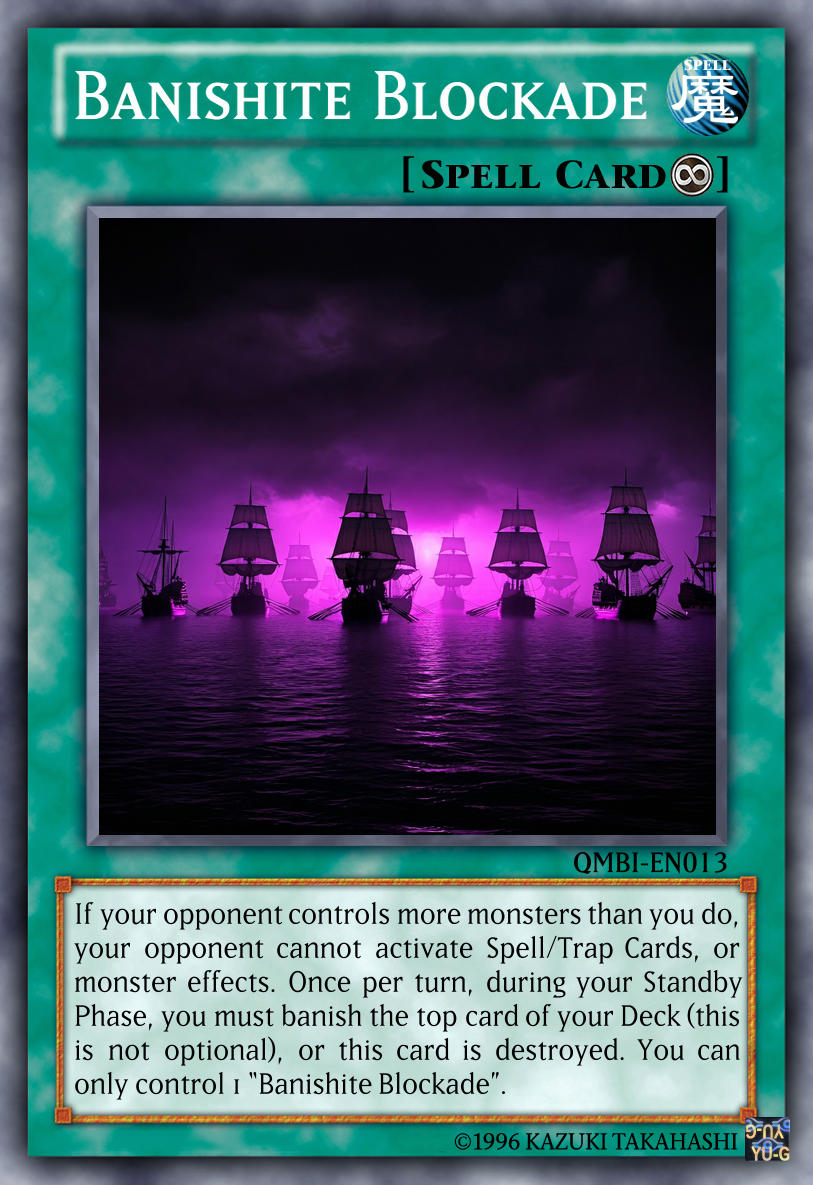 BANISHITE BLOCKADE
SPELL
魔
[SPELL CARD∞]
QMBI-EN013
If your opponent controls more monsters than you do,
your opponent cannot activate Spell/Trap Cards, or
monster effects. Once per turn, during your Standby
Phase, you must banish the top card of your Deck (this
is not optional), or this card is destroyed. You can
only control 1 "Banishite Blockade".
©1996 KAZUKI TAKAHASHI
YU-G
YU-G